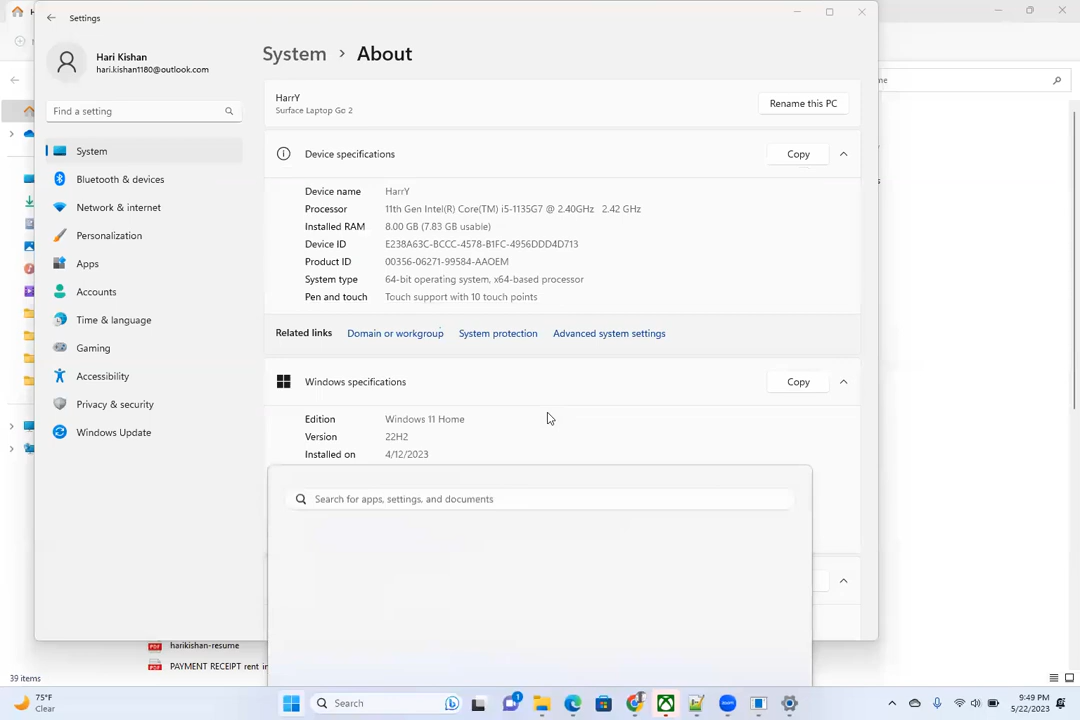 Settings
Hari Kishan
hari.kishan1180@outlook.com
Find a setting
System
Bluetooth & devices
Network & internet
Personalization
Apps
Accounts
Time & language
Gaming
Accessibility
Privacy & security
Windows Update
System > About
HarrY
Surface Laptop Go 2
Rename this PC
Device specifications
Copy
Device name HarrY
Processor 11th Gen Intel(R) Core(TM) i5-1135G7 @ 2.40GHz 2.42 GHz
Installed RAM 8.00 GB (7.83 GB usable)
Device ID E238A63C-BCCC-4578-B1FC-4956DDD4D713
Product ID 00356-06271-99584-AAOEM
System type 64-bit operating system, x64-based processor
Pen and touch Touch support with 10 touch points
Related links Domain or workgroup System protection Advanced system settings
Windows specifications
Copy
Edition Windows 11 Home
Version 22H2
Installed on 4/12/2023
Search for apps, settings, and documents
harikishan-resume
PAYMENT RECEIPT rent in
39 items
75°F
Clear
Search
1
9:49 PM
5/22/2023